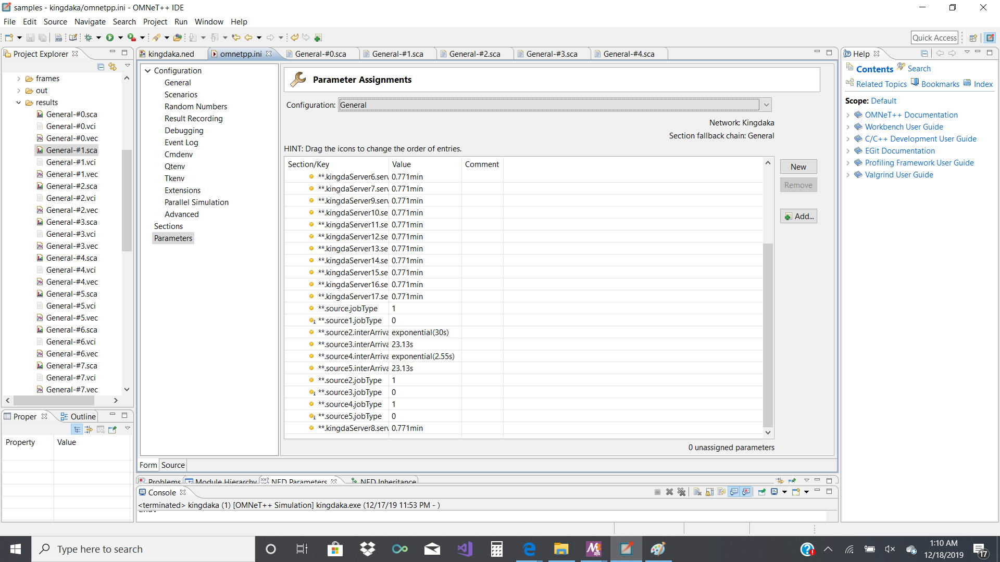 samples - kingdaka/omnetpp.ini - OMNeT++ IDE
File Edit Source Navigate Search Project Run Window Help
Quick Access
Project Explorer
frames
out
results
General-#0.sca
General-#0.vci
General-#0.vec
General-#1.sca
General-#1.vci
General-#1.vec
General-#2.sca
General-#2.vci
General-#2.vec
General-#3.sca
General-#3.vci
General-#3.vec
General-#4.sca
General-#4.vci
General-#4.vec
General-#5.sca
General-#5.vci
General-#5.vec
General-#6.sca
General-#6.vci
General-#6.vec
General-#7.sca
General-#7.vci
General-#7.vec
Proper Outline
Property Value
kingdaka.ned omnetpp.ini General-#0.sca General-#1.sca General-#2.sca General-#3.sca General-#4.sca
Configuration
General
Scenarios
Random Numbers
Result Recording
Debugging
Event Log
Cmdenv
Qtenv
Tkenv
Extensions
Parallel Simulation
Advanced
Sections
Parameters
Parameter Assignments
Configuration: General
Network: Kingdaka
Section fallback chain: General
HINT: Drag the icons to change the order of entries.
Section/Key Value Comment
**.kingdaServer6.serv 0.771min
**.kingdaServer7.serv 0.771min
**.kingdaServer9.serv 0.771min
**.kingdaServer10.se 0.771min
**.kingdaServer11.se 0.771min
**.kingdaServer12.se 0.771min
**.kingdaServer13.se 0.771min
**.kingdaServer14.se 0.771min
**.kingdaServer15.se 0.771min
**.kingdaServer16.se 0.771min
**.kingdaServer17.se 0.771min
**.source.jobType 1
**.source1.jobType 0
**.source2.interArriva exponential(30s)
**.source3.interArriva 23.13s
**.source4.interArriva exponential(2.55s)
**.source5.interArriva 23.13s
**.source2.jobType 1
**.source3.jobType 0
**.source4.jobType 1
**.source5.jobType 0
**.kingdaServer8.serv 0.771min
New
Remove
Add...
0 unassigned parameters
Form Source
Problems Module Hierarchy NED Parameters NED Inheritance
Console
<terminated> kingdaka (1) [OMNeT++ Simulation] kingdaka.exe (12/17/19 11:53 PM - )
End.
Help
Contents Search
Related Topics Bookmarks Index
Scope: Default
OMNeT++ Documentation
Workbench User Guide
C/C++ Development User Guide
EGit Documentation
Profiling Framework User Guide
Valgrind User Guide
Type here to search
1:10 AM
12/18/2019
17